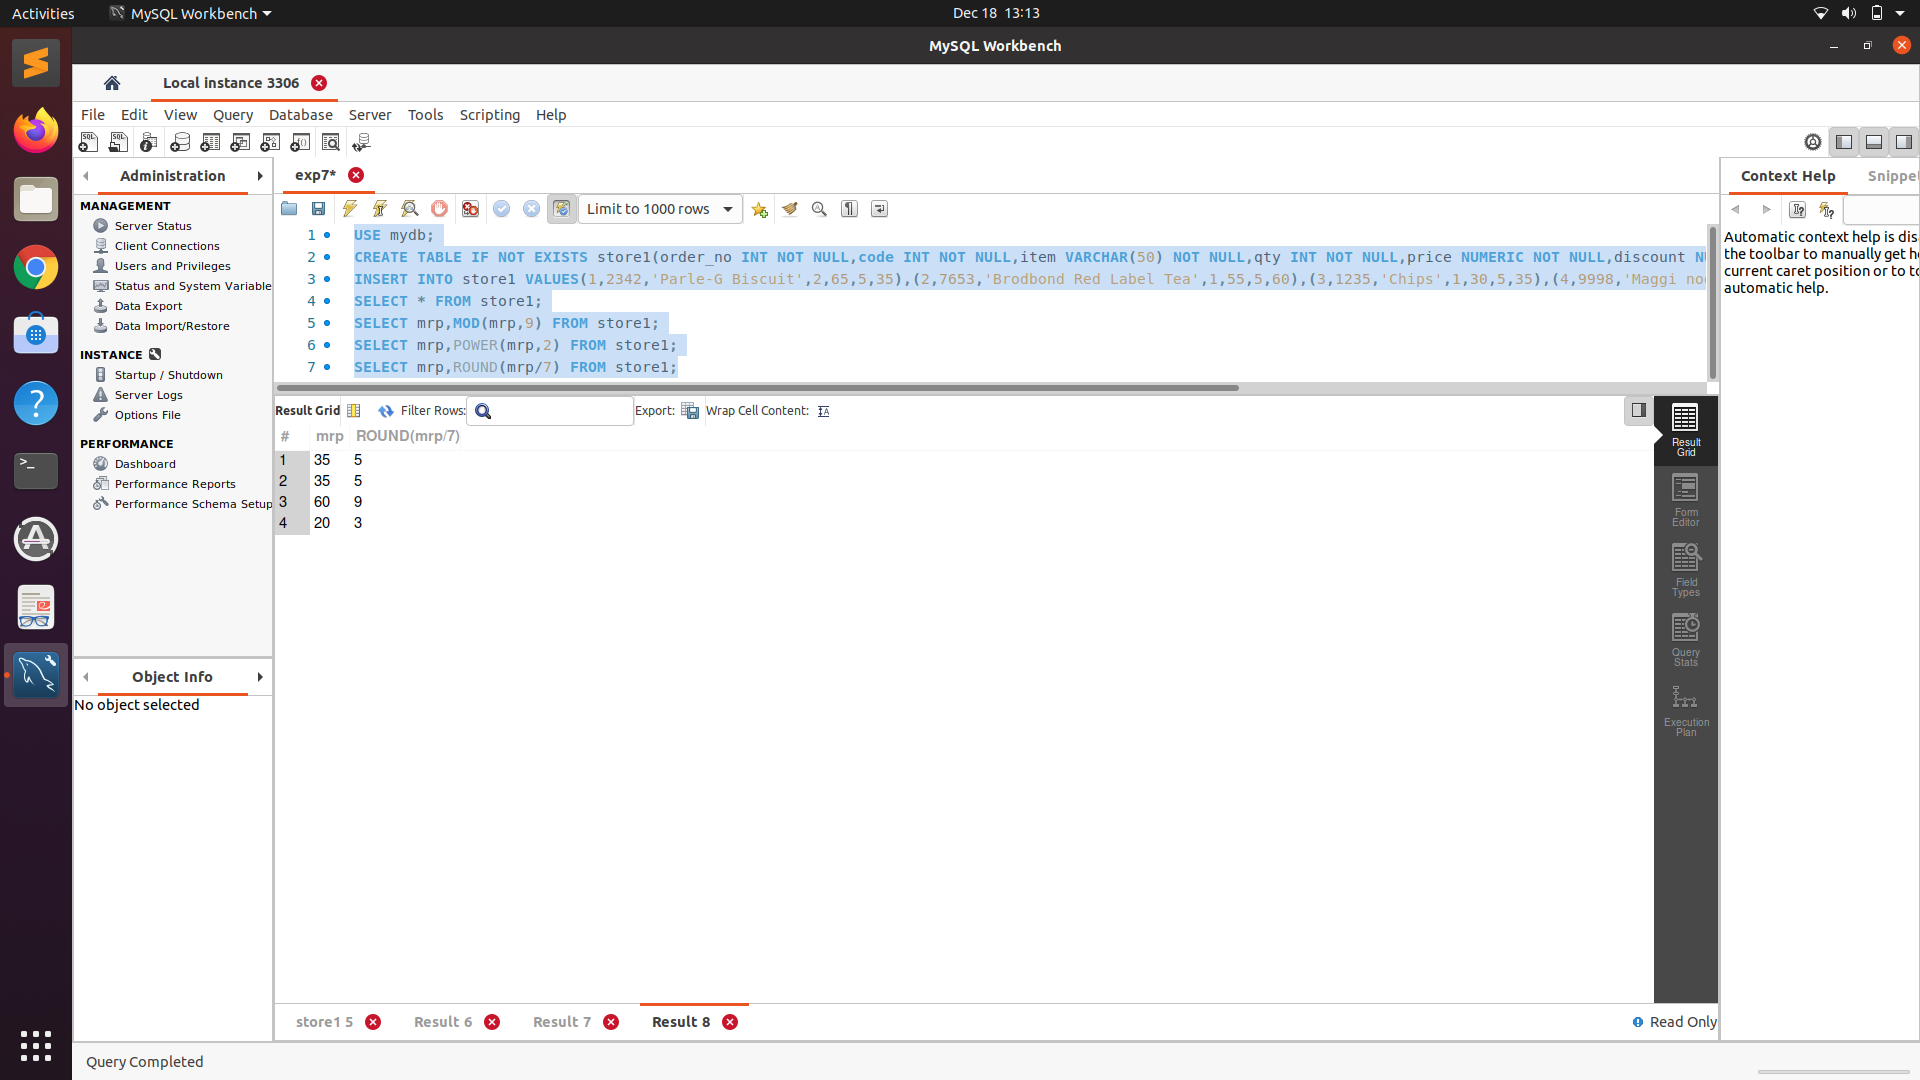 Activities
MySQL Workbench
Dec 18 13:13
MySQL Workbench
Local instance 3306
File Edit View Query Database Server Tools Scripting Help
Administration
MANAGEMENT
Server Status
Client Connections
Users and Privileges
Status and System Variable
Data Export
Data Import/Restore
INSTANCE
Startup / Shutdown
Server Logs
Options File
PERFORMANCE
Dashboard
Performance Reports
Performance Schema Setup
Object Info
No object selected
exp7*
Limit to 1000 rows
1 USE mydb;
2 CREATE TABLE IF NOT EXISTS store1(order_no INT NOT NULL,code INT NOT NULL,item VARCHAR(50) NOT NULL,qty INT NOT NULL,price NUMERIC NOT NULL,discount NU
3 INSERT INTO store1 VALUES(1,2342,'Parle-G Biscuit',2,65,5,35),(2,7653,'Brodbond Red Label Tea',1,55,5,60),(3,1235,'Chips',1,30,5,35),(4,9998,'Maggi noo
4 SELECT * FROM store1;
5 SELECT mrp,MOD(mrp,9) FROM store1;
6 SELECT mrp,POWER(mrp,2) FROM store1;
7 SELECT mrp,ROUND(mrp/7) FROM store1;
Result Grid Filter Rows: Export: Wrap Cell Content:
# mrp ROUND(mrp/7)
1 35 5
2 35 5
3 60 9
4 20 3
Result Grid
Form Editor
Field Types
Query Stats
Execution Plan
store1 5 Result 6 Result 7 Result 8
Read Only
Context Help Snippet
Automatic context help is dis
the toolbar to manually get he
current caret position or to to
automatic help.
Query Completed